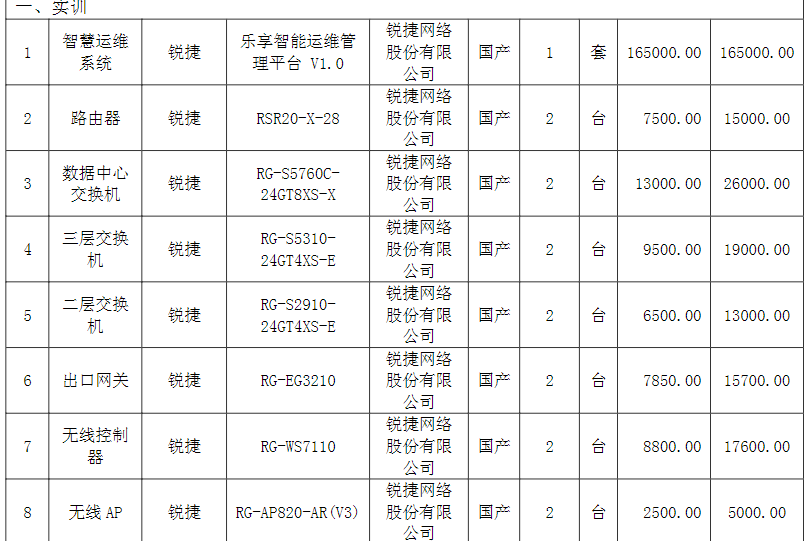 一、实训
1 智慧运维系统 锐捷 乐享智能运维管理平台 V1.0 锐捷网络股份有限公司 国产 1 套 165000.00 165000.00
2 路由器 锐捷 RSR20-X-28 锐捷网络股份有限公司 国产 2 台 7500.00 15000.00
3 数据中心交换机 锐捷 RG-S5760C-24GT8XS-X 锐捷网络股份有限公司 国产 2 台 13000.00 26000.00
4 三层交换机 锐捷 RG-S5310-24GT4XS-E 锐捷网络股份有限公司 国产 2 台 9500.00 19000.00
5 二层交换机 锐捷 RG-S2910-24GT4XS-E 锐捷网络股份有限公司 国产 2 台 6500.00 13000.00
6 出口网关 锐捷 RG-EG3210 锐捷网络股份有限公司 国产 2 台 7850.00 15700.00
7 无线控制器 锐捷 RG-WS7110 锐捷网络股份有限公司 国产 2 台 8800.00 17600.00
8 无线 AP 锐捷 RG-AP820-AR(V3) 锐捷网络股份有限公司 国产 2 台 2500.00 5000.00